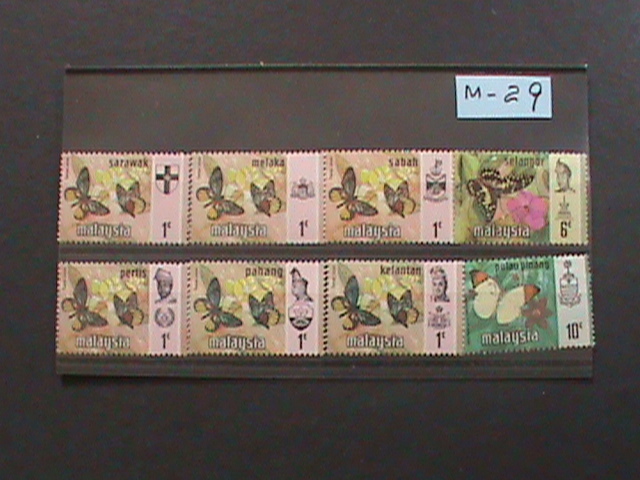 M-29
sarawak
malaysia 1c
melaka
malaysia 1c
sabah
malaysia 1c
selangor
malaysia 6c
perlis
malaysia 1c
pahang
malaysia 1c
kelantan
malaysia 1c
pulau pinang
malaysia 10c